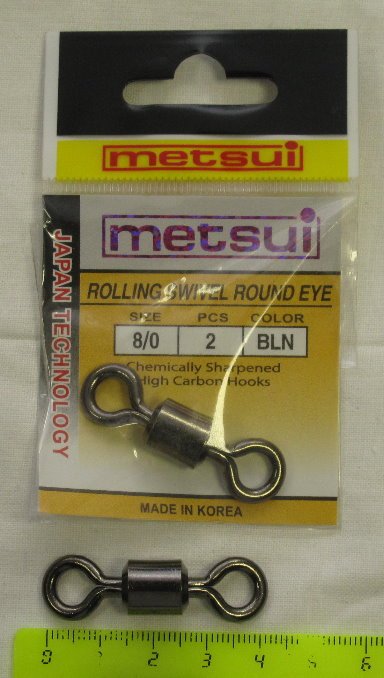 metsui
metsui
JAPAN TECHNOLOGY
ROLLING SWIVEL ROUND EYE
SIZE PCS COLOR
8/0 2 BLN
Chemically Sharpened
High Carbon Hooks
MADE IN KOREA
0 1 2 3 4 5 6